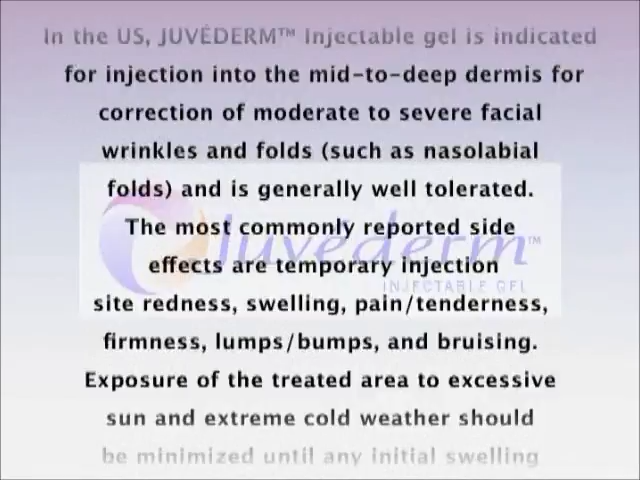 In the US, JUVÉDERM™ Injectable gel is indicated
for injection into the mid-to-deep dermis for
correction of moderate to severe facial
wrinkles and folds (such as nasolabial
folds) and is generally well tolerated.
The most commonly reported side
Juvéderm™
effects are temporary injection
INJECTABLE GEL
site redness, swelling, pain/tenderness,
firmness, lumps/bumps, and bruising.
Exposure of the treated area to excessive
sun and extreme cold weather should
be minimized until any initial swelling